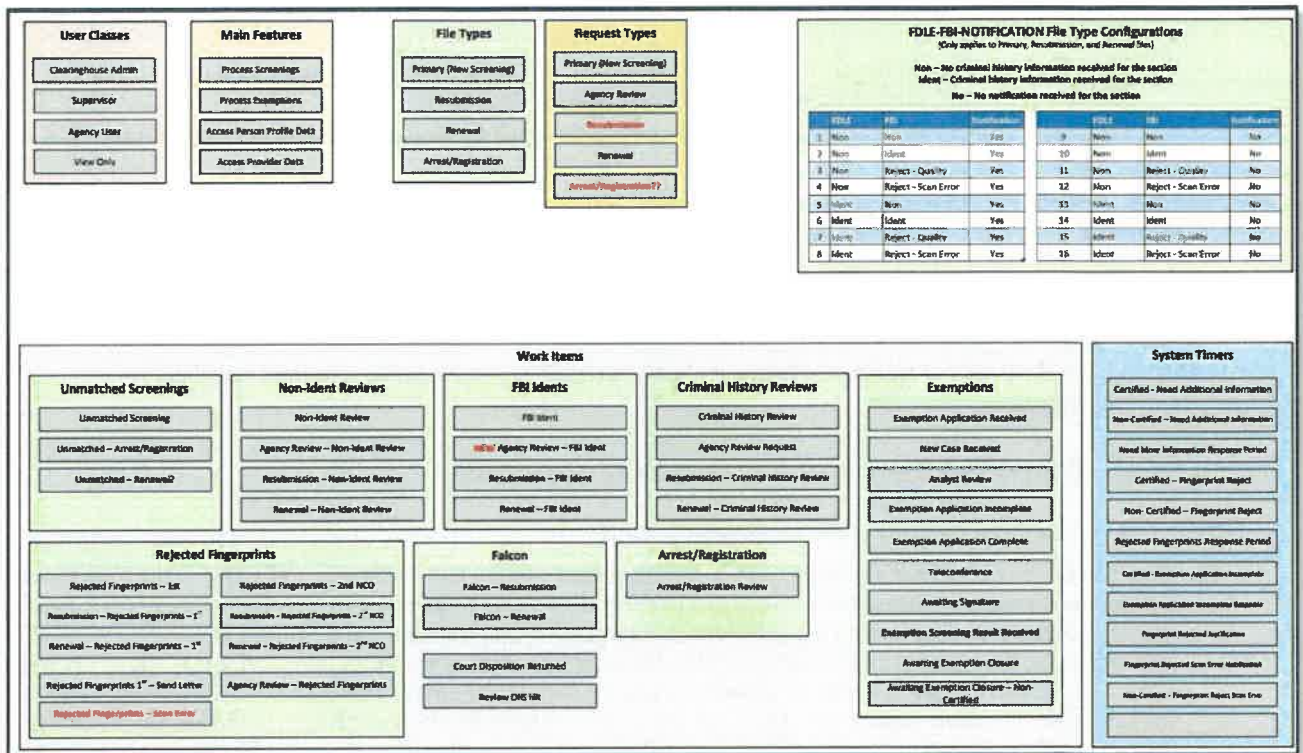 User Classes
Clearinghouse Admin
Supervisor
Agency User
View Only
Main Features
Process Screenings
Process Exemptions
Access Person Profile Data
Access Provider Data
File Types
Primary (New Screening)
Resubmission
Renewal
Arrest/Registration
Request Types
Primary (New Screening)
Agency Review
Resubmission
Renewal
Arrest/Registration??
FDLE-FBI-NOTIFICATION File Type Configurations
(Only applies to Primary, Resubmission, and Renewal files)
Non – No criminal history information received for the section
Ident – Criminal history information received for the section
No – No notification received for the section
FDLE FBI Notification FDLE FBI Notification
1 Non Non Yes 9 Non Non No
2 Non Ident Yes 10 Non Ident No
3 Non Reject - Quality Yes 11 Non Reject - Quality No
4 Non Reject - Scan Error Yes 12 Non Reject - Scan Error No
5 Ident Non Yes 13 Ident Non No
6 Ident Ident Yes 14 Ident Ident No
7 Ident Reject - Quality Yes 15 Ident Reject - Quality No
8 Ident Reject - Scan Error Yes 16 Ident Reject - Scan Error No
Work Items
Unmatched Screenings
Unmatched Screening
Unmatched – Arrest/Registration
Unmatched – Renewal?
Non-Ident Reviews
Non-Ident Review
Agency Review – Non-Ident Review
Resubmission – Non-Ident Review
Renewal – Non-Ident Review
FBI Idents
FBI Ident
NEW Agency Review – FBI Ident
Resubmission – FBI Ident
Renewal – FBI Ident
Criminal History Reviews
Criminal History Review
Agency Review Request
Resubmission – Criminal History Review
Renewal – Criminal History Review
Exemptions
Exemption Application Received
New Case Received
Analyst Review
Exemption Application Incomplete
Exemption Application Complete
Teleconference
Awaiting Signature
Exemption Screening Result Received
Awaiting Exemption Closure
Awaiting Exemption Closure – Non-
Certified
Rejected Fingerprints
Rejected Fingerprints – 1st
Rejected Fingerprints – 2nd NCO
Resubmission – Rejected Fingerprints – 1st
Resubmission – Rejected Fingerprints – 2nd NCO
Renewal – Rejected Fingerprints – 1st
Renewal – Rejected Fingerprints – 2nd NCO
Rejected Fingerprints 1st – Send Letter
Agency Review – Rejected Fingerprints
Rejected Fingerprints – Scan Error
Falcon
Falcon – Resubmission
Falcon – Renewal
Court Disposition Returned
Review DNS Hit
Arrest/Registration
Arrest/Registration Review
System Timers
Certified - Need Additional Information
Non-Certified – Need Additional Information
Need More Information Response Period
Certified – Fingerprint Reject
Non- Certified – Fingerprint Reject
Rejected Fingerprints Response Period
Certified - Exemption Application Incomplete
Exemption Application Incomplete Response
Fingerprint Rejected Notification
Fingerprint Rejected Scan Error Notification
Non-Certified - Fingerprint Reject Scan Error